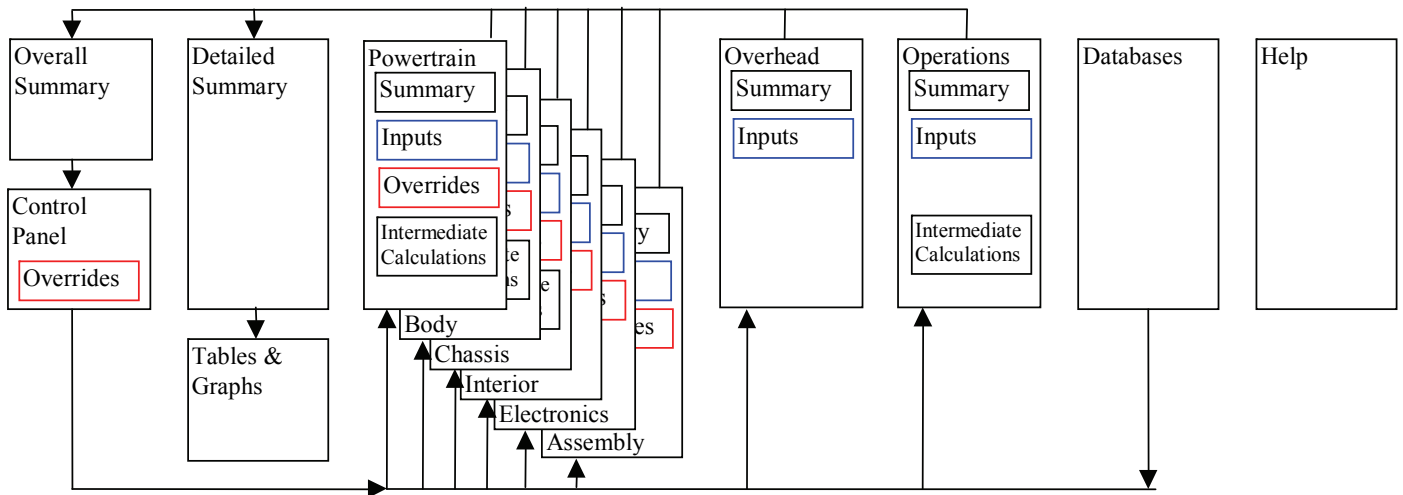 Overall
Summary
Control
Panel
Overrides
Detailed
Summary
Tables &
Graphs
Powertrain
Summary
Inputs
Overrides
Intermediate
Calculations
Body
Chassis
Interior
Electronics
Assembly
Overhead
Summary
Inputs
Operations
Summary
Inputs
Intermediate
Calculations
Databases
Help